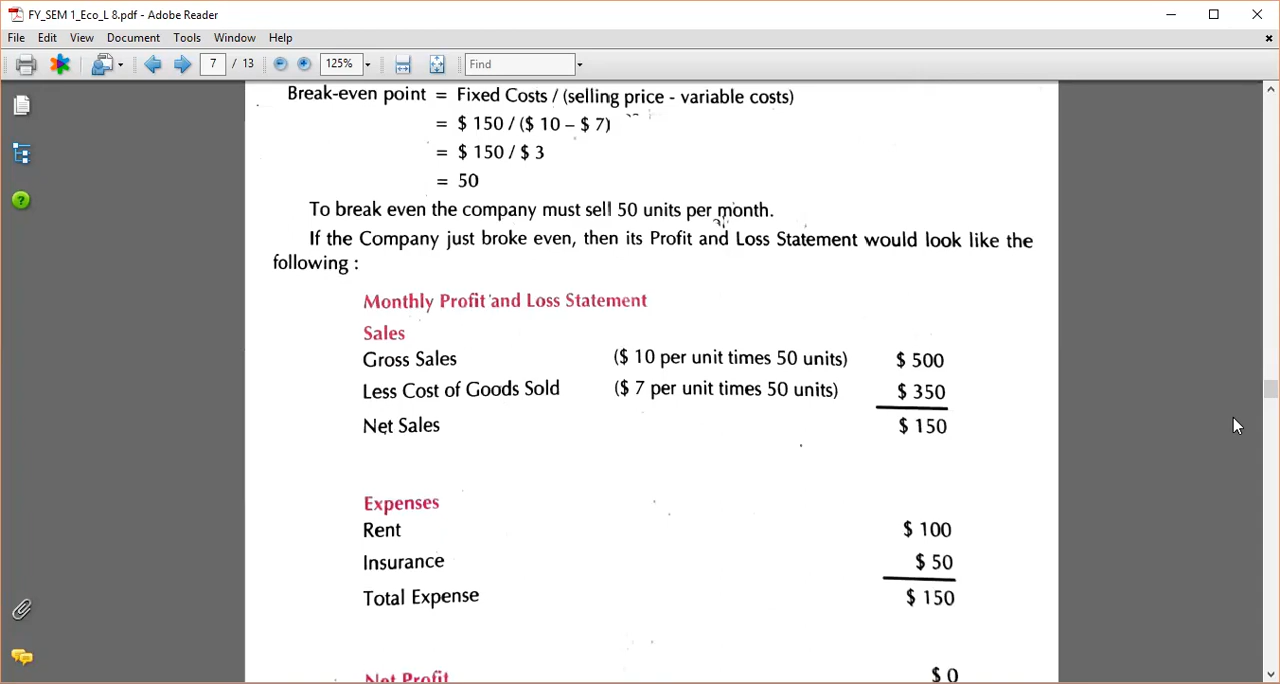 FY_SEM 1_Eco_L 8.pdf - Adobe Reader
File Edit View Document Tools Window Help
7 / 13 125% Find
Break-even point = Fixed Costs / (selling price - variable costs)
= $ 150 / ($ 10 – $ 7)
= $ 150 / $ 3
= 50
To break even the company must sell 50 units per month.
If the Company just broke even, then its Profit and Loss Statement would look like the
following :
Monthly Profit and Loss Statement
Sales
Gross Sales ($ 10 per unit times 50 units) $ 500
Less Cost of Goods Sold ($ 7 per unit times 50 units) $ 350
Net Sales $ 150
Expenses
Rent $ 100
Insurance $ 50
Total Expense $ 150
Net Profit $ 0